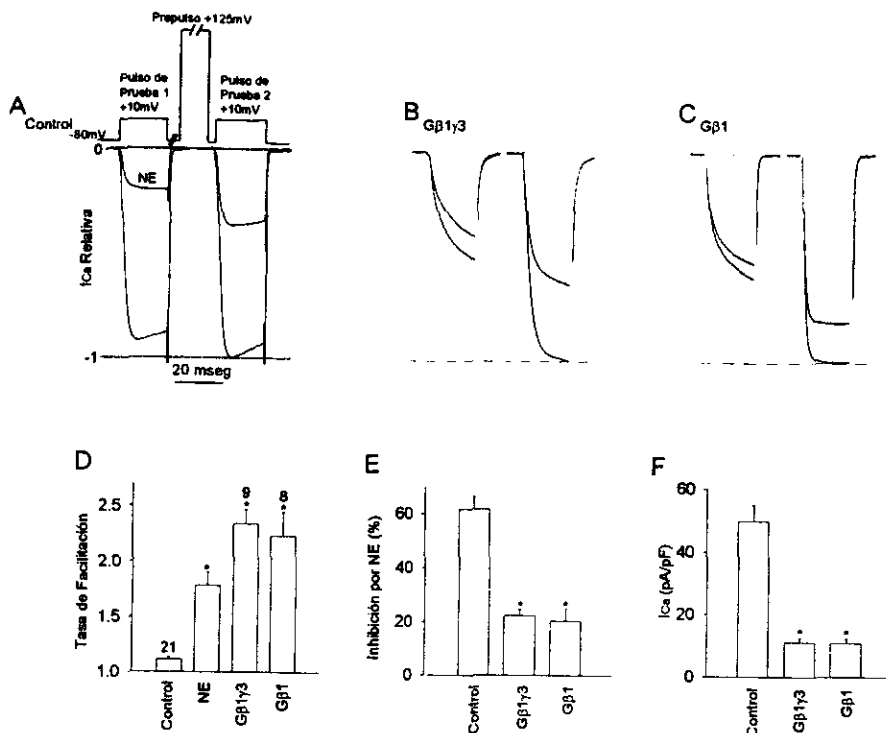 Prepulso +125mV
Pulso de
Prueba 1
+10mV
Pulso de
Prueba 2
+10mV
A
Control
-80mV
0
NE
Ica Relativa
-1
20 mseg
B
Gβ1γ3
C
Gβ1
D
Tasa de Facilitación
2.5
2.0
1.5
1.0
21
*
9
*
8
*
Control
NE
Gβ1γ3
Gβ1
E
Inhibición por NE (%)
60
40
20
0
*
*
Control
Gβ1γ3
Gβ1
F
Ica (pA/pF)
60
40
20
0
*
*
Control
Gβ1γ3
Gβ1